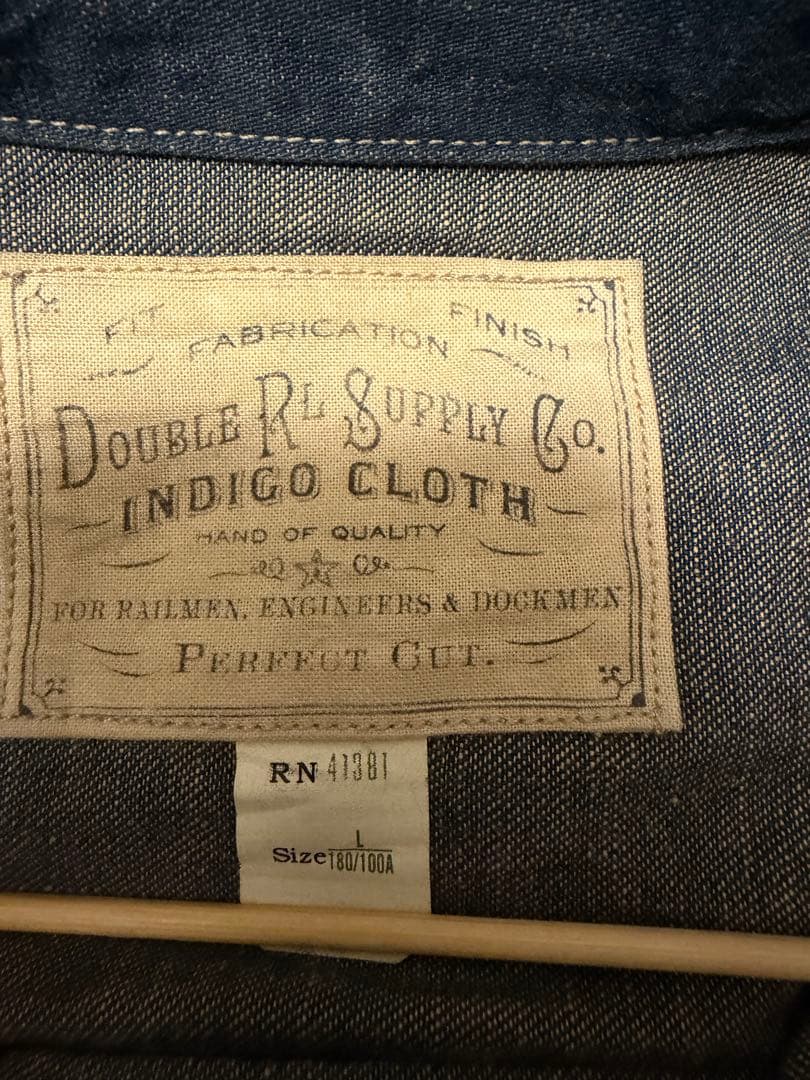 FIT FABRICATION FINISH
DOUBLE RL SUPPLY CO.
INDIGO CLOTH
HAND OF QUALITY
FOR RAILMEN, ENGINEERS & DOCKMEN
PERFECT CUT.
RN 41381
Size L
180/100A